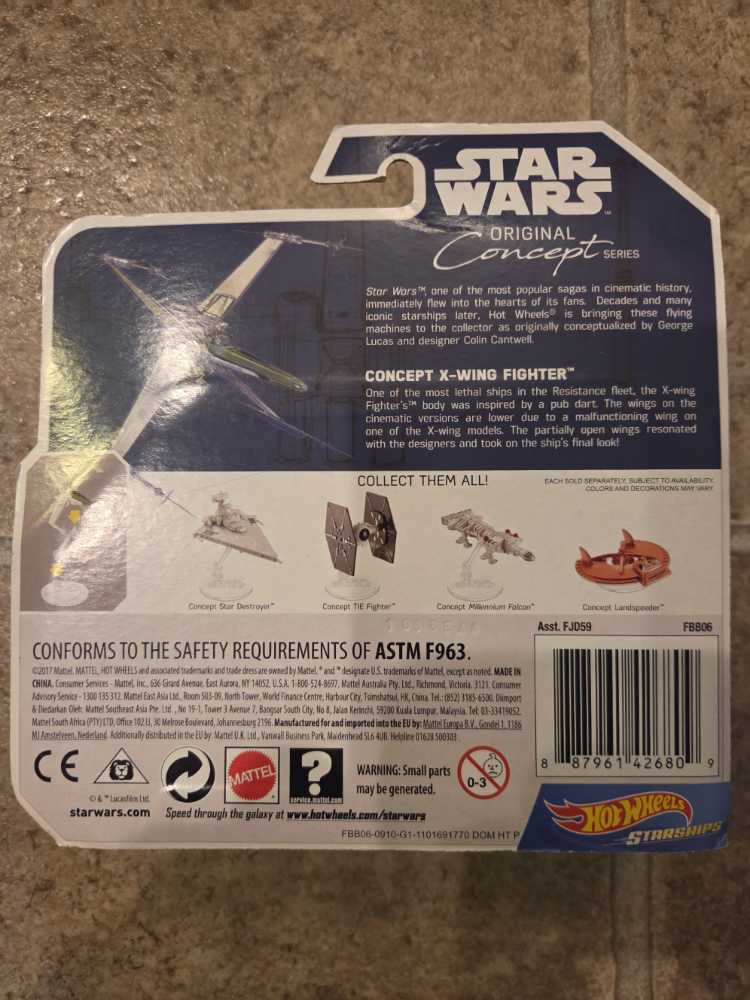 STAR
WARS™
ORIGINAL
Concept SERIES
Star Wars™, one of the most popular sagas in cinematic history,
immediately flew into the hearts of its fans. Decades and many
iconic starships later, Hot Wheels® is bringing these flying
machines to the collector as originally conceptualized by George
Lucas and designer Colin Cantwell.
CONCEPT X-WING FIGHTER™
One of the most lethal ships in the Resistance fleet, the X-wing
Fighter's™ body was inspired by a pub dart. The wings on the
cinematic versions are lower due to a malfunctioning wing on
one of the X-wing models. The partially open wings resonated
with the designers and took on the ship's final look!
COLLECT THEM ALL!
EACH SOLD SEPARATELY, SUBJECT TO AVAILABILITY.
COLORS AND DECORATIONS MAY VARY.
Concept Star Destroyer™
Concept TIE Fighter™
Concept Millennium Falcon™
Concept Landspeeder™
Asst. FJD59
FBB06
CONFORMS TO THE SAFETY REQUIREMENTS OF ASTM F963.
©2017 Mattel. MATTEL, HOT WHEELS and associated trademarks and trade dress are owned by Mattel. ® and ™ designate U.S. trademarks of Mattel, except as noted. MADE IN
CHINA. Consumer Services - Mattel, Inc., 636 Girard Avenue, East Aurora, NY 14052, U.S.A. 1-800-524-8697. Mattel Australia Pty. Ltd., Richmond, Victoria. 3121. Consumer
Advisory Service - 1300 135 312. Mattel East Asia Ltd., Room 503-09, North Tower, World Finance Centre, Harbour City, Tsimshatsui, HK, China. Tel.: (852) 3185-6500. Diimport
& Diedarkan Oleh: Mattel Southeast Asia Pte. Ltd., No 19-1, Tower 3 Avenue 7, Bangsar South City, No 8, Jalan Kerinchi, 59200 Kuala Lumpur, Malaysia. Tel: 03-33419052.
Mattel South Africa (PTY) LTD, Office 102 I3, 30 Melrose Boulevard, Johannesburg 2196. Manufactured for and imported into the EU by: Mattel Europa B.V., Gondel 1, 1186
MJ Amstelveen, Nederland. Additionally distributed in the EU by: Mattel U.K. Ltd., Vanwall Business Park, Maidenhead SL6 4UB. Helpline 01628 500303.
CE
MATTEL
?
service.mattel.com
WARNING: Small parts
may be generated.
0-3
8 87961 42680 9
© & ™ Lucasfilm Ltd.
starwars.com
Speed through the galaxy at www.hotwheels.com/starwars
HOT WHEELS
STARSHIPS
FBB06-0910-G1-1101691770 DOM HT P